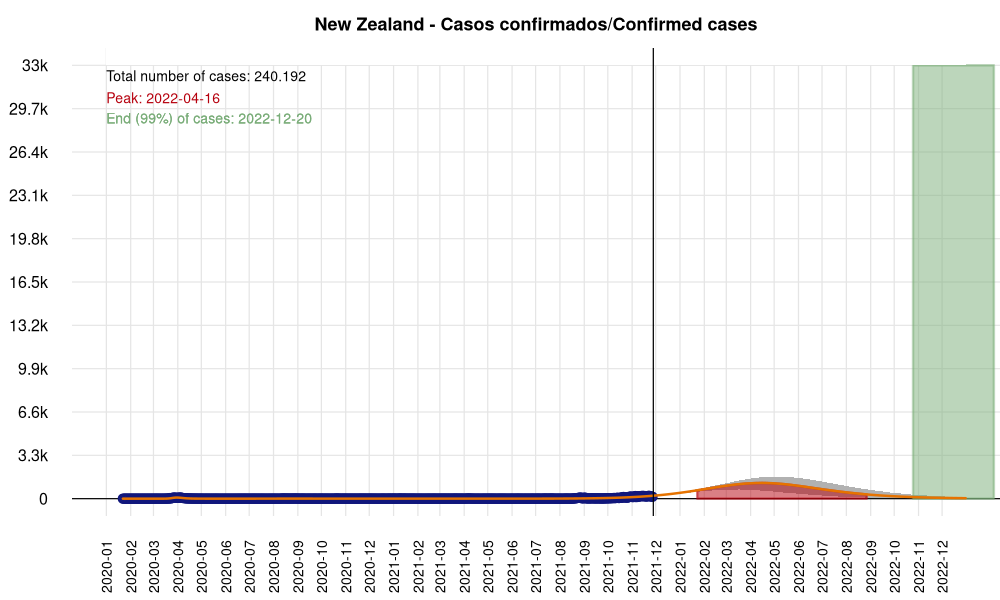 New Zealand - Casos confirmados/Confirmed cases
Total number of cases: 240.192
Peak: 2022-04-16
End (99%) of cases: 2022-12-20
33k
29.7k
26.4k
23.1k
19.8k
16.5k
13.2k
9.9k
6.6k
3.3k
0
2020-01
2020-02
2020-03
2020-04
2020-05
2020-06
2020-07
2020-08
2020-09
2020-10
2020-11
2020-12
2021-01
2021-02
2021-03
2021-04
2021-05
2021-06
2021-07
2021-08
2021-09
2021-10
2021-11
2021-12
2022-01
2022-02
2022-03
2022-04
2022-05
2022-06
2022-07
2022-08
2022-09
2022-10
2022-11
2022-12